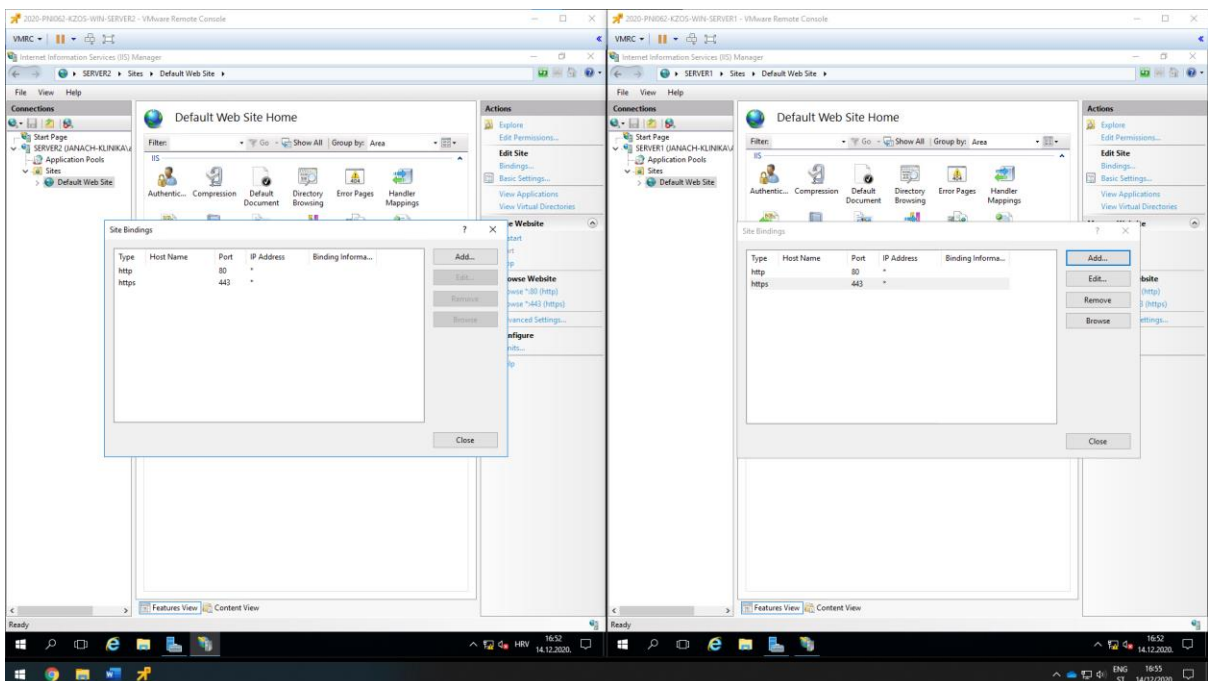 2020-PNI062-KZOS-WIN-SERVER2 - VMware Remote Console
VMRC
Internet Information Services (IIS) Manager
SERVER2 Sites Default Web Site
File View Help
Connections
Start Page
SERVER2 (JANACH-KLINIKA\
Application Pools
Sites
Default Web Site
Default Web Site Home
Filter: Go Show All Group by: Area
IIS
Authentic... Compression Default Document Directory Browsing Error Pages Handler Mappings
Actions
Explore
Edit Permissions...
Edit Site
Bindings...
Basic Settings...
View Applications
View Virtual Directories
e Website
start
owse Website
owse *:80 (http)
owse *:443 (https)
vanced Settings...
nfigure
Site Bindings
Type Host Name Port IP Address Binding Informa...
http 80 *
https 443 *
Add...
Edit...
Remove
Browse
Close
Features View Content View
Ready
HRV 16:52
14.12.2020.
2020-PNI062-KZOS-WIN-SERVER1 - VMware Remote Console
VMRC
Internet Information Services (IIS) Manager
SERVER1 Sites Default Web Site
File View Help
Connections
Start Page
SERVER1 (JANACH-KLINIKA\
Application Pools
Sites
Default Web Site
Default Web Site Home
Filter: Go Show All Group by: Area
IIS
Authentic... Compression Default Document Directory Browsing Error Pages Handler Mappings
Actions
Explore
Edit Permissions...
Edit Site
Bindings...
Basic Settings...
View Applications
View Virtual Directories
bsite
(http)
(https)
ettings...
Site Bindings
Type Host Name Port IP Address Binding Informa...
http 80 *
https 443 *
Add...
Edit...
Remove
Browse
Close
Features View Content View
Ready
16:52
14.12.2020.
ENG 16:55
ST 14/12/2020